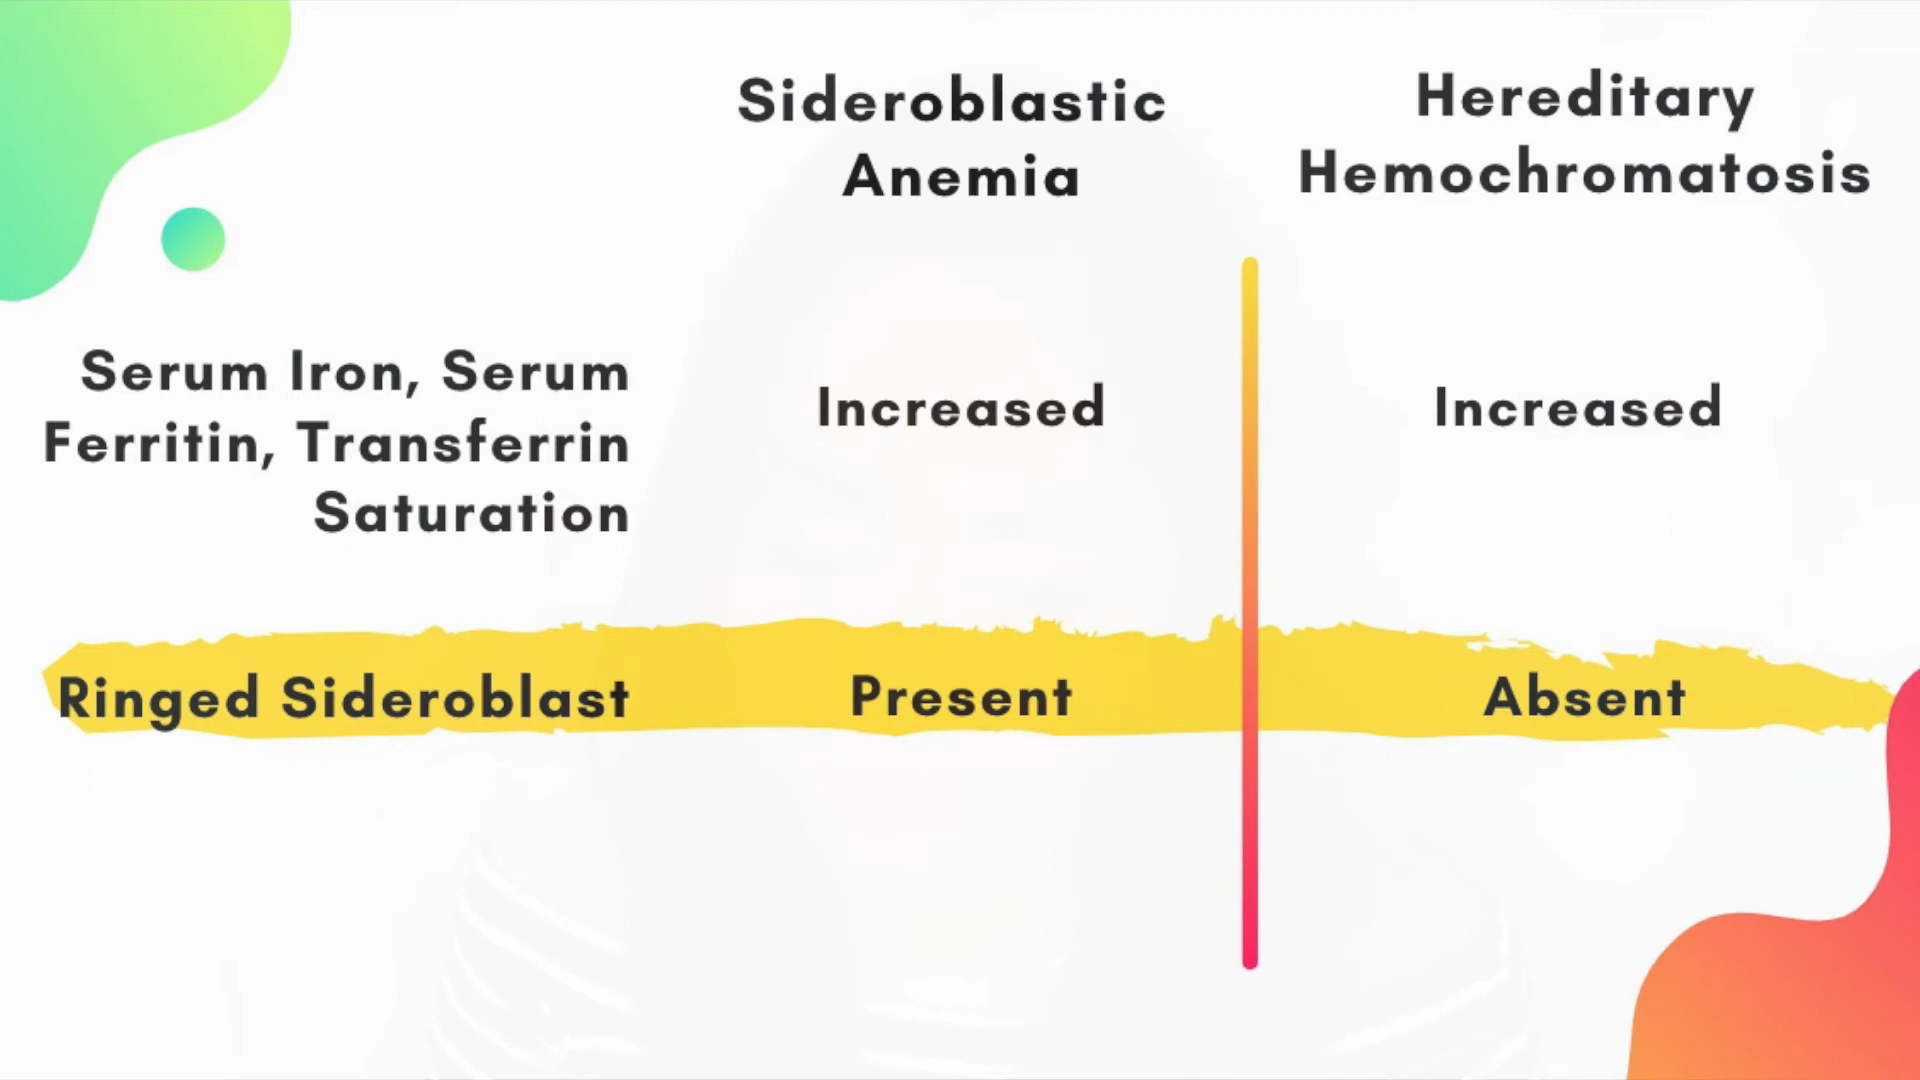 Sideroblastic
Anemia
Hereditary
Hemochromatosis
Serum Iron, Serum
Ferritin, Transferrin
Saturation
Increased
Increased
Ringed Sideroblast
Present
Absent